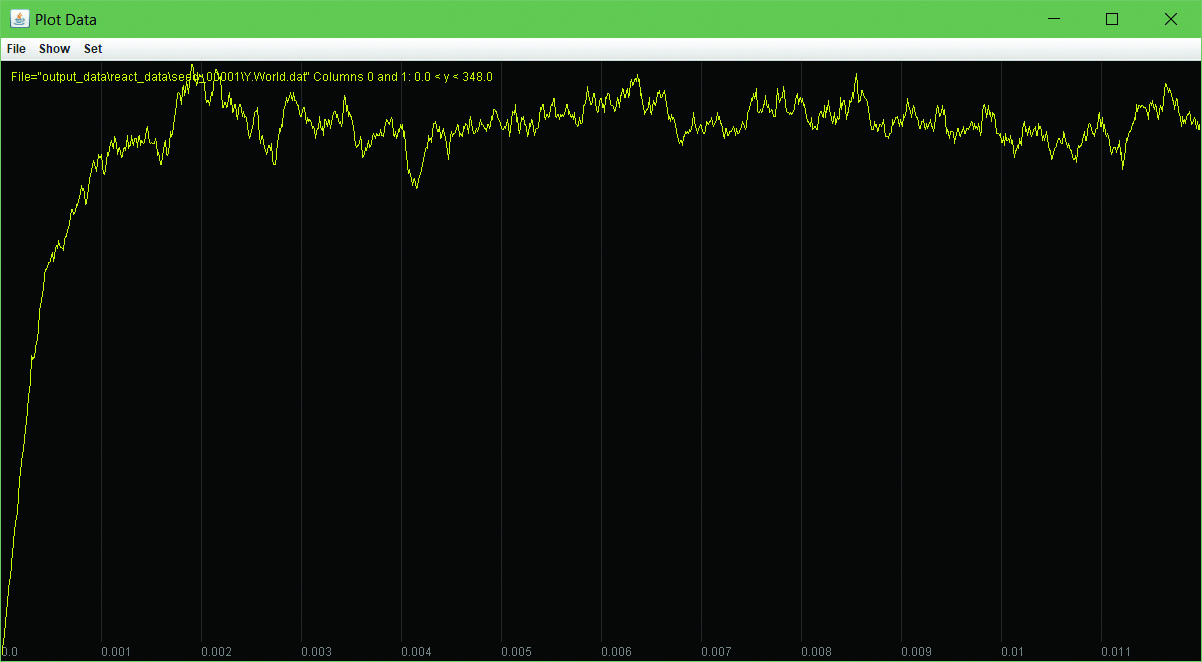 Plot Data
File Show Set
File="output_data\react_data\seed_00001\Y.World.dat" Columns 0 and 1: 0.0 < y < 348.0
0.0 0.001 0.002 0.003 0.004 0.005 0.006 0.007 0.008 0.009 0.01 0.011